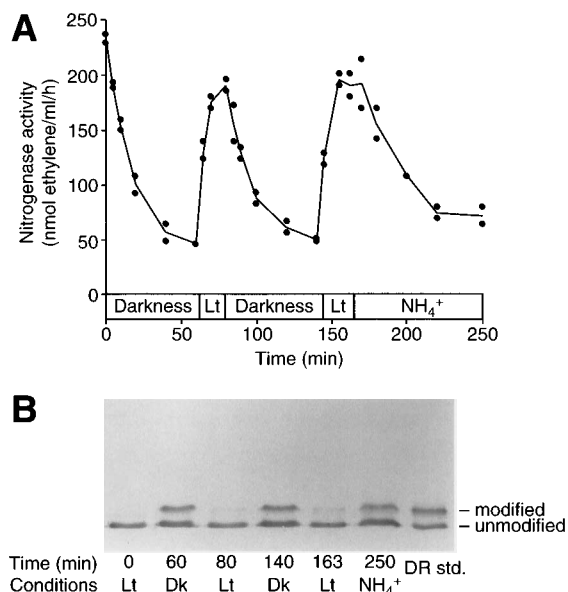 A
Nitrogenase activity
(nmol ethylene/ml/h)
250
200
150
100
50
0
Darkness Lt Darkness Lt NH₄⁺
0 50 100 150 200 250
Time (min)
B
– modified
– unmodified
Time (min) 0 60 80 140 163 250 DR std.
Conditions Lt Dk Lt Dk Lt NH₄⁺